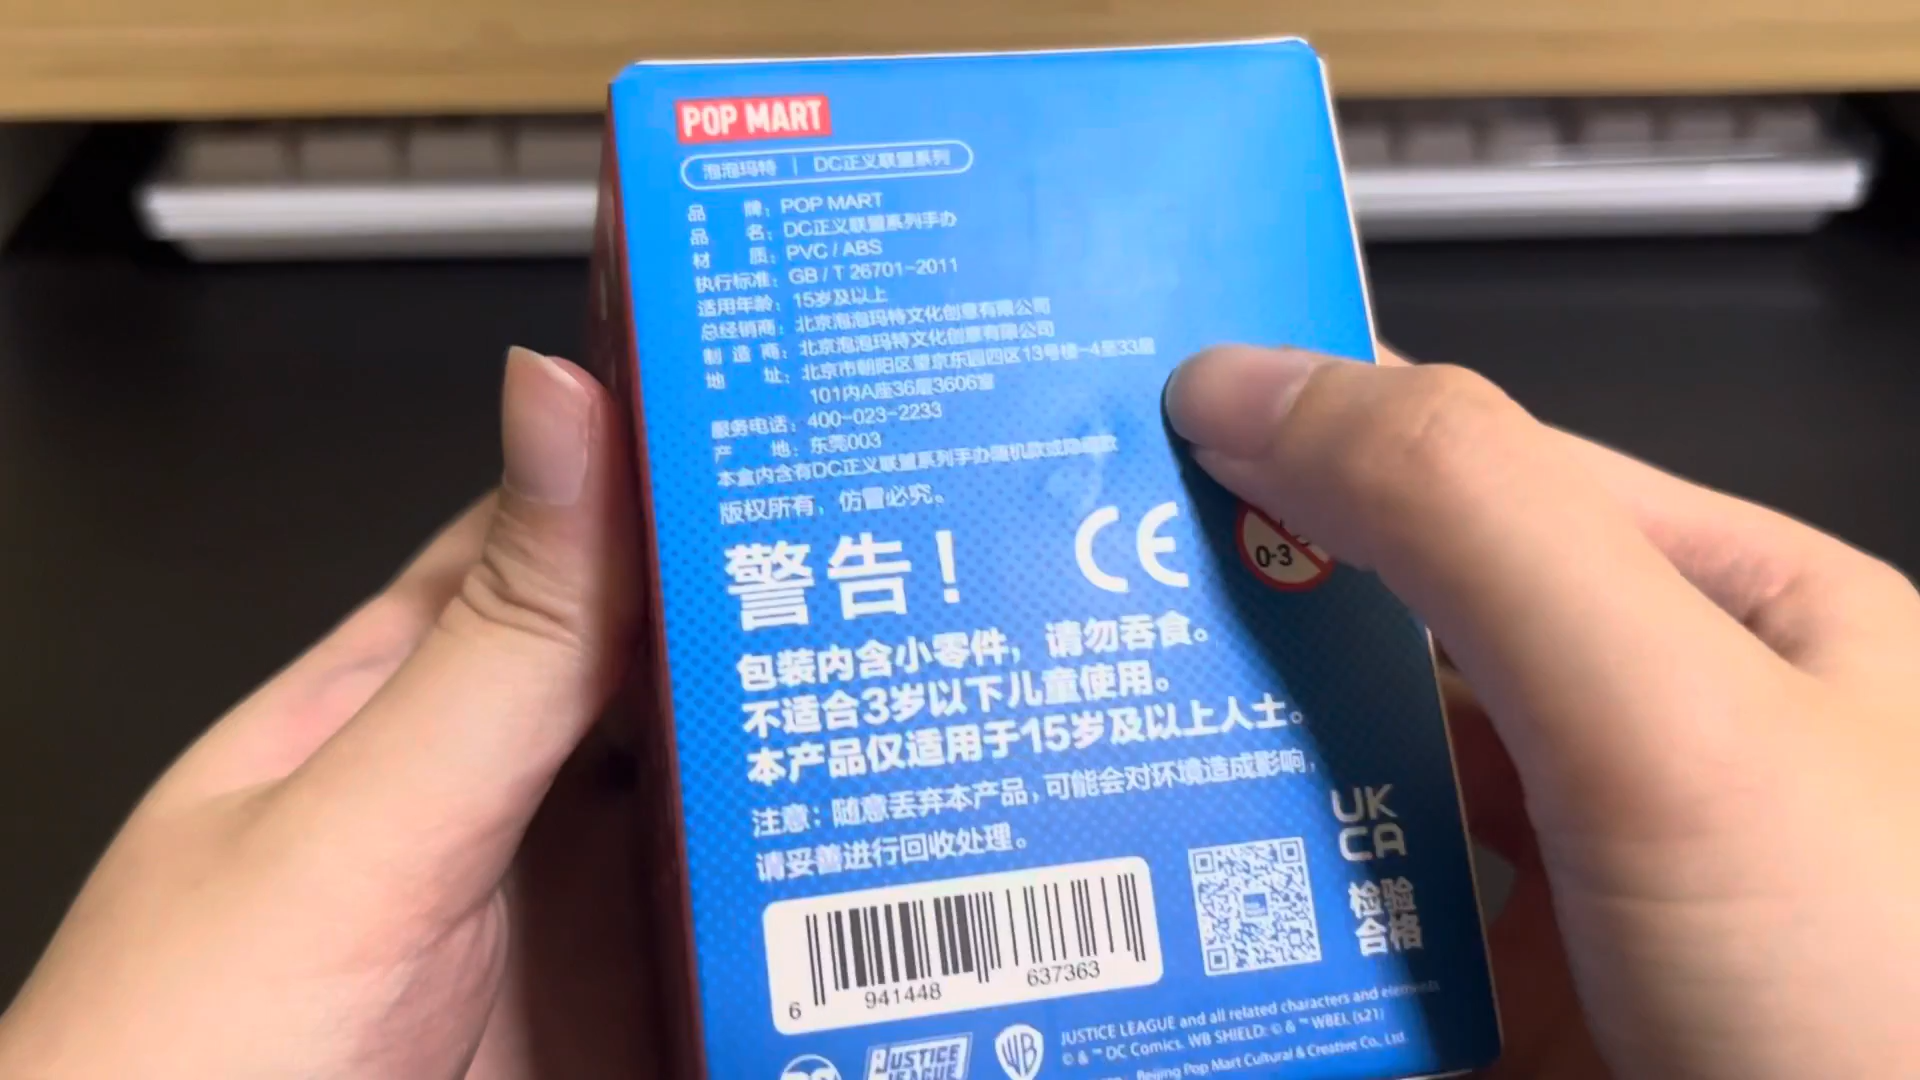 POP MART
泡泡玛特 | DC正义联盟系列
品 牌：POP MART
品 名：DC正义联盟系列手办
材 质：PVC / ABS
执行标准：GB / T 26701-2011
适用年龄：15岁及以上
总经销商：北京泡泡玛特文化创意有限公司
制 造 商：北京泡泡玛特文化创意有限公司
地 址：北京市朝阳区望京东园四区13号楼-4至33层
101内A座36层3606室
服务电话：400-023-2233
产 地：东莞003
本盒内含有DC正义联盟系列手办随机款或隐藏款
版权所有，仿冒必究。
警告！
CE
0-3
包装内含小零件，请勿吞食。
不适合3岁以下儿童使用。
本产品仅适用于15岁及以上人士。
注意：随意丢弃本产品，可能会对环境造成影响，
请妥善进行回收处理。
UK
CA
检验
合格
6 941448 637363
JUSTICE LEAGUE
WB
JUSTICE LEAGUE and all related characters and elements
© & ™ DC Comics. WB SHIELD: © & ™ WBEI. (s21)
Beijing Pop Mart Cultural & Creative Co., Ltd.